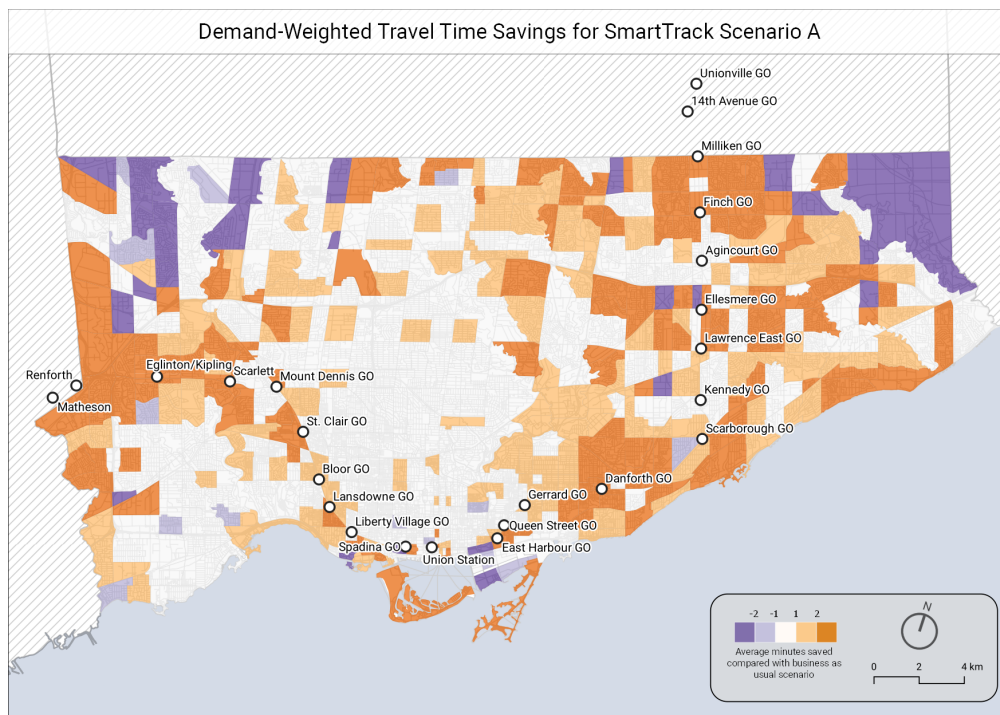 Demand-Weighted Travel Time Savings for SmartTrack Scenario A
Unionville GO
14th Avenue GO
Milliken GO
Finch GO
Agincourt GO
Ellesmere GO
Lawrence East GO
Eglinton/Kipling
Scarlett
Renforth
Mount Dennis GO
Matheson
Kennedy GO
St. Clair GO
Scarborough GO
Bloor GO
Danforth GO
Lansdowne GO
Gerrard GO
Liberty Village GO
Queen Street GO
Spadina GO
East Harbour GO
Union Station
N
-2 -1 1 2
Average minutes saved
compared with business as
usual scenario
0 2 4 km